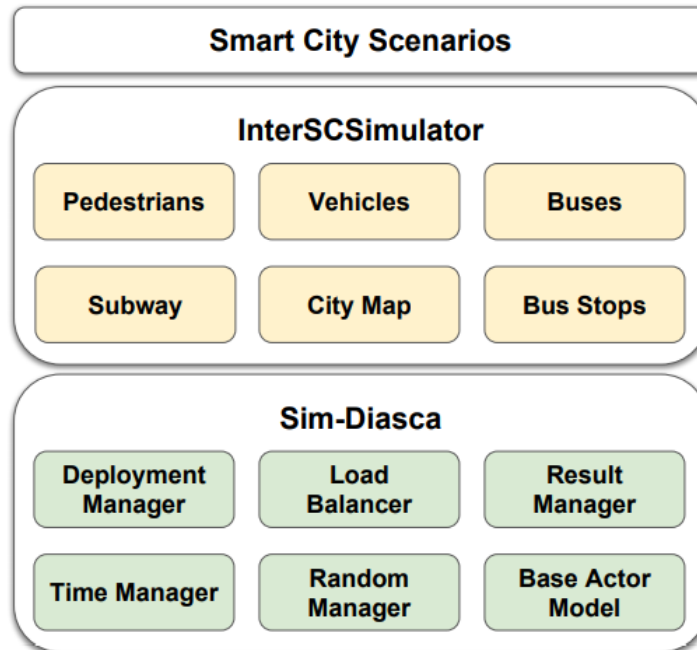 Smart City Scenarios
InterSCSimulator
Pedestrians
Vehicles
Buses
Subway
City Map
Bus Stops
Sim-Diasca
Deployment
Manager
Load
Balancer
Result
Manager
Time Manager
Random
Manager
Base Actor
Model